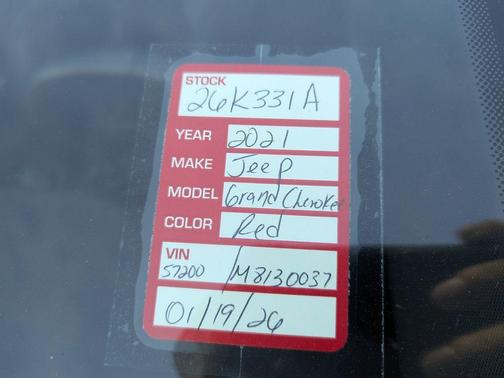 STOCK
26K331A
YEAR 2021
MAKE Jeep
MODEL Grand Cherokee
COLOR Red
VIN
57200 / M8130037
01/19/26